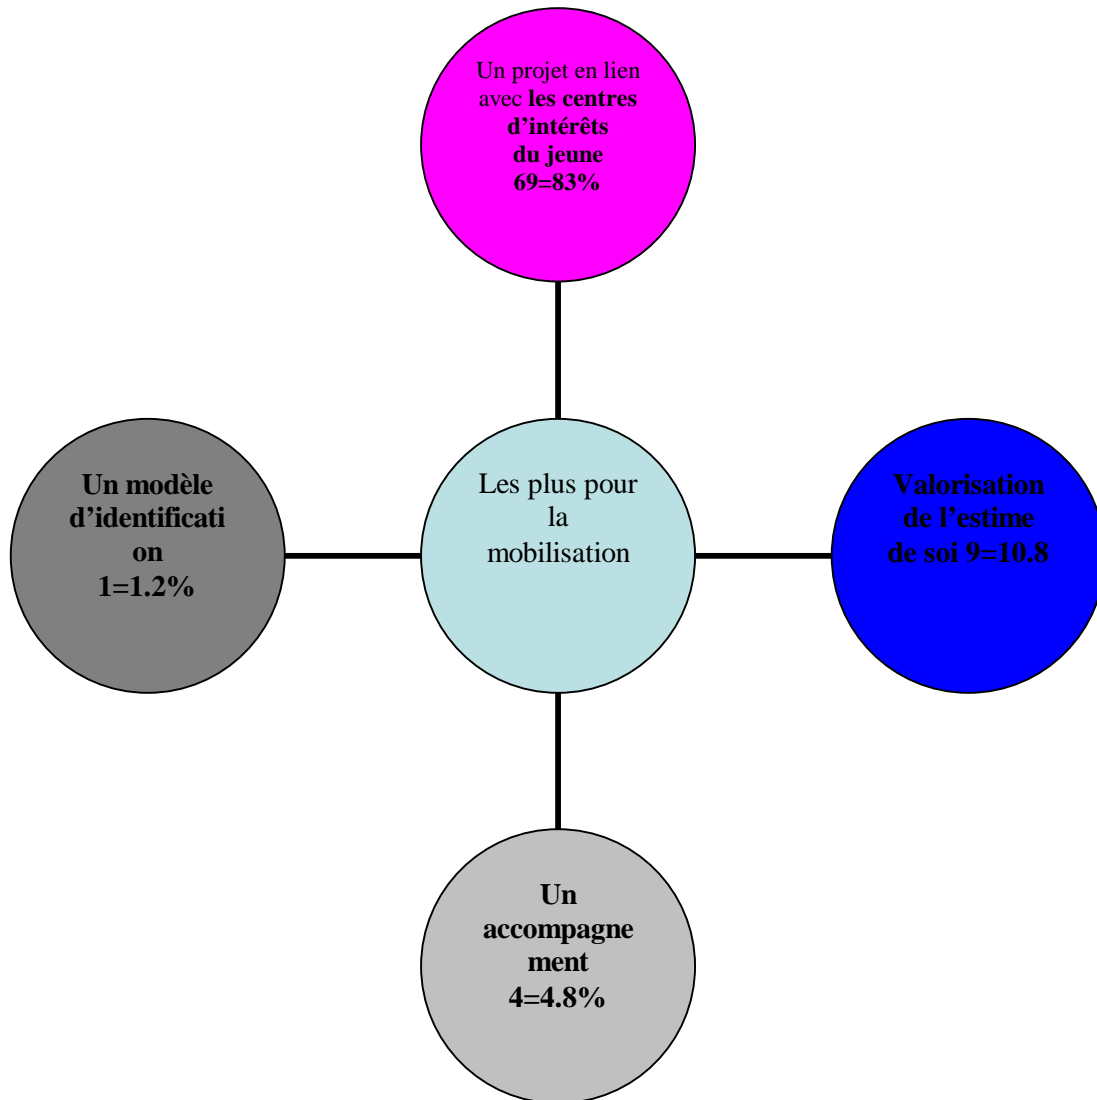 Un projet en lien
avec les centres
d’intérêts
du jeune
69=83%
Un modèle
d’identificati
on
1=1.2%
Les plus pour
la
mobilisation
Valorisation
de l’estime
de soi 9=10.8
Un
accompagne
ment
4=4.8%